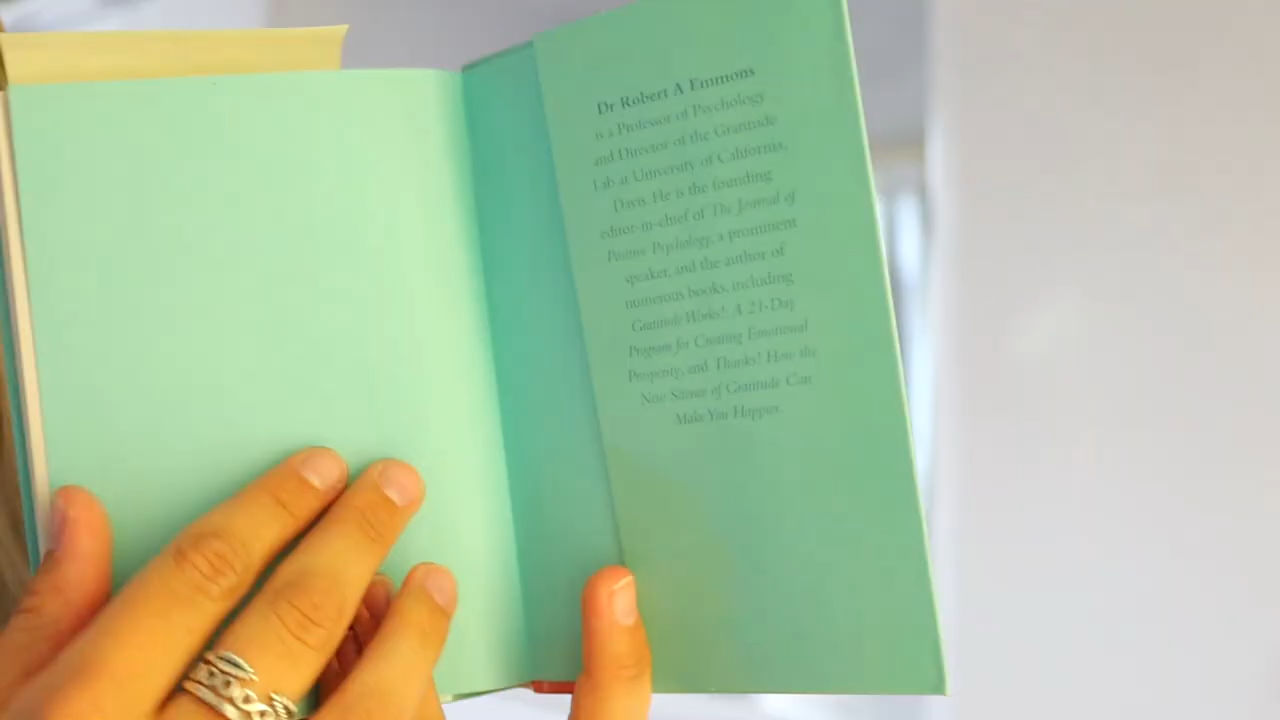 Dr Robert A Emmons
is a Professor of Psychology
and Director of the Gratitude
Lab at University of California,
Davis. He is the founding
editor-in-chief of The Journal of
Positive Psychology, a prominent
speaker, and the author of
numerous books, including
Gratitude Works! A 21-Day
Program for Creating Emotional
Prosperity, and Thanks! How the
New Science of Gratitude Can
Make You Happier.